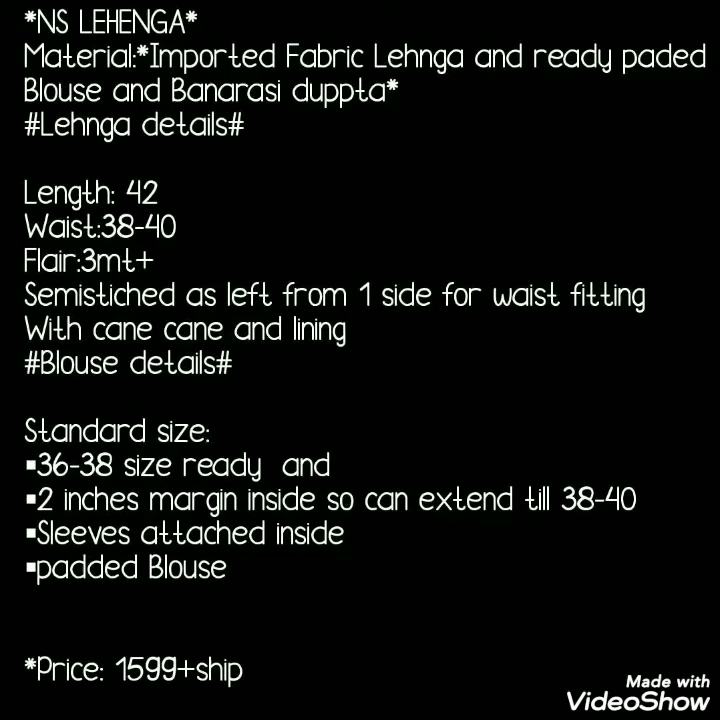 *NS LEHENGA*
Material:*Imported Fabric Lehnga and ready paded
Blouse and Banarasi duppta*
#Lehnga details#
Length: 42
Waist:38-40
Flair:3mt+
Semistiched as left from 1 side for waist fitting
With cane cane and lining
#Blouse details#
Standard size:
▪36-38 size ready  and
▪2 inches margin inside so can extend till 38-40
▪Sleeves attached inside
▪padded Blouse
*Price: 1599+ship
Made with
VideoShow